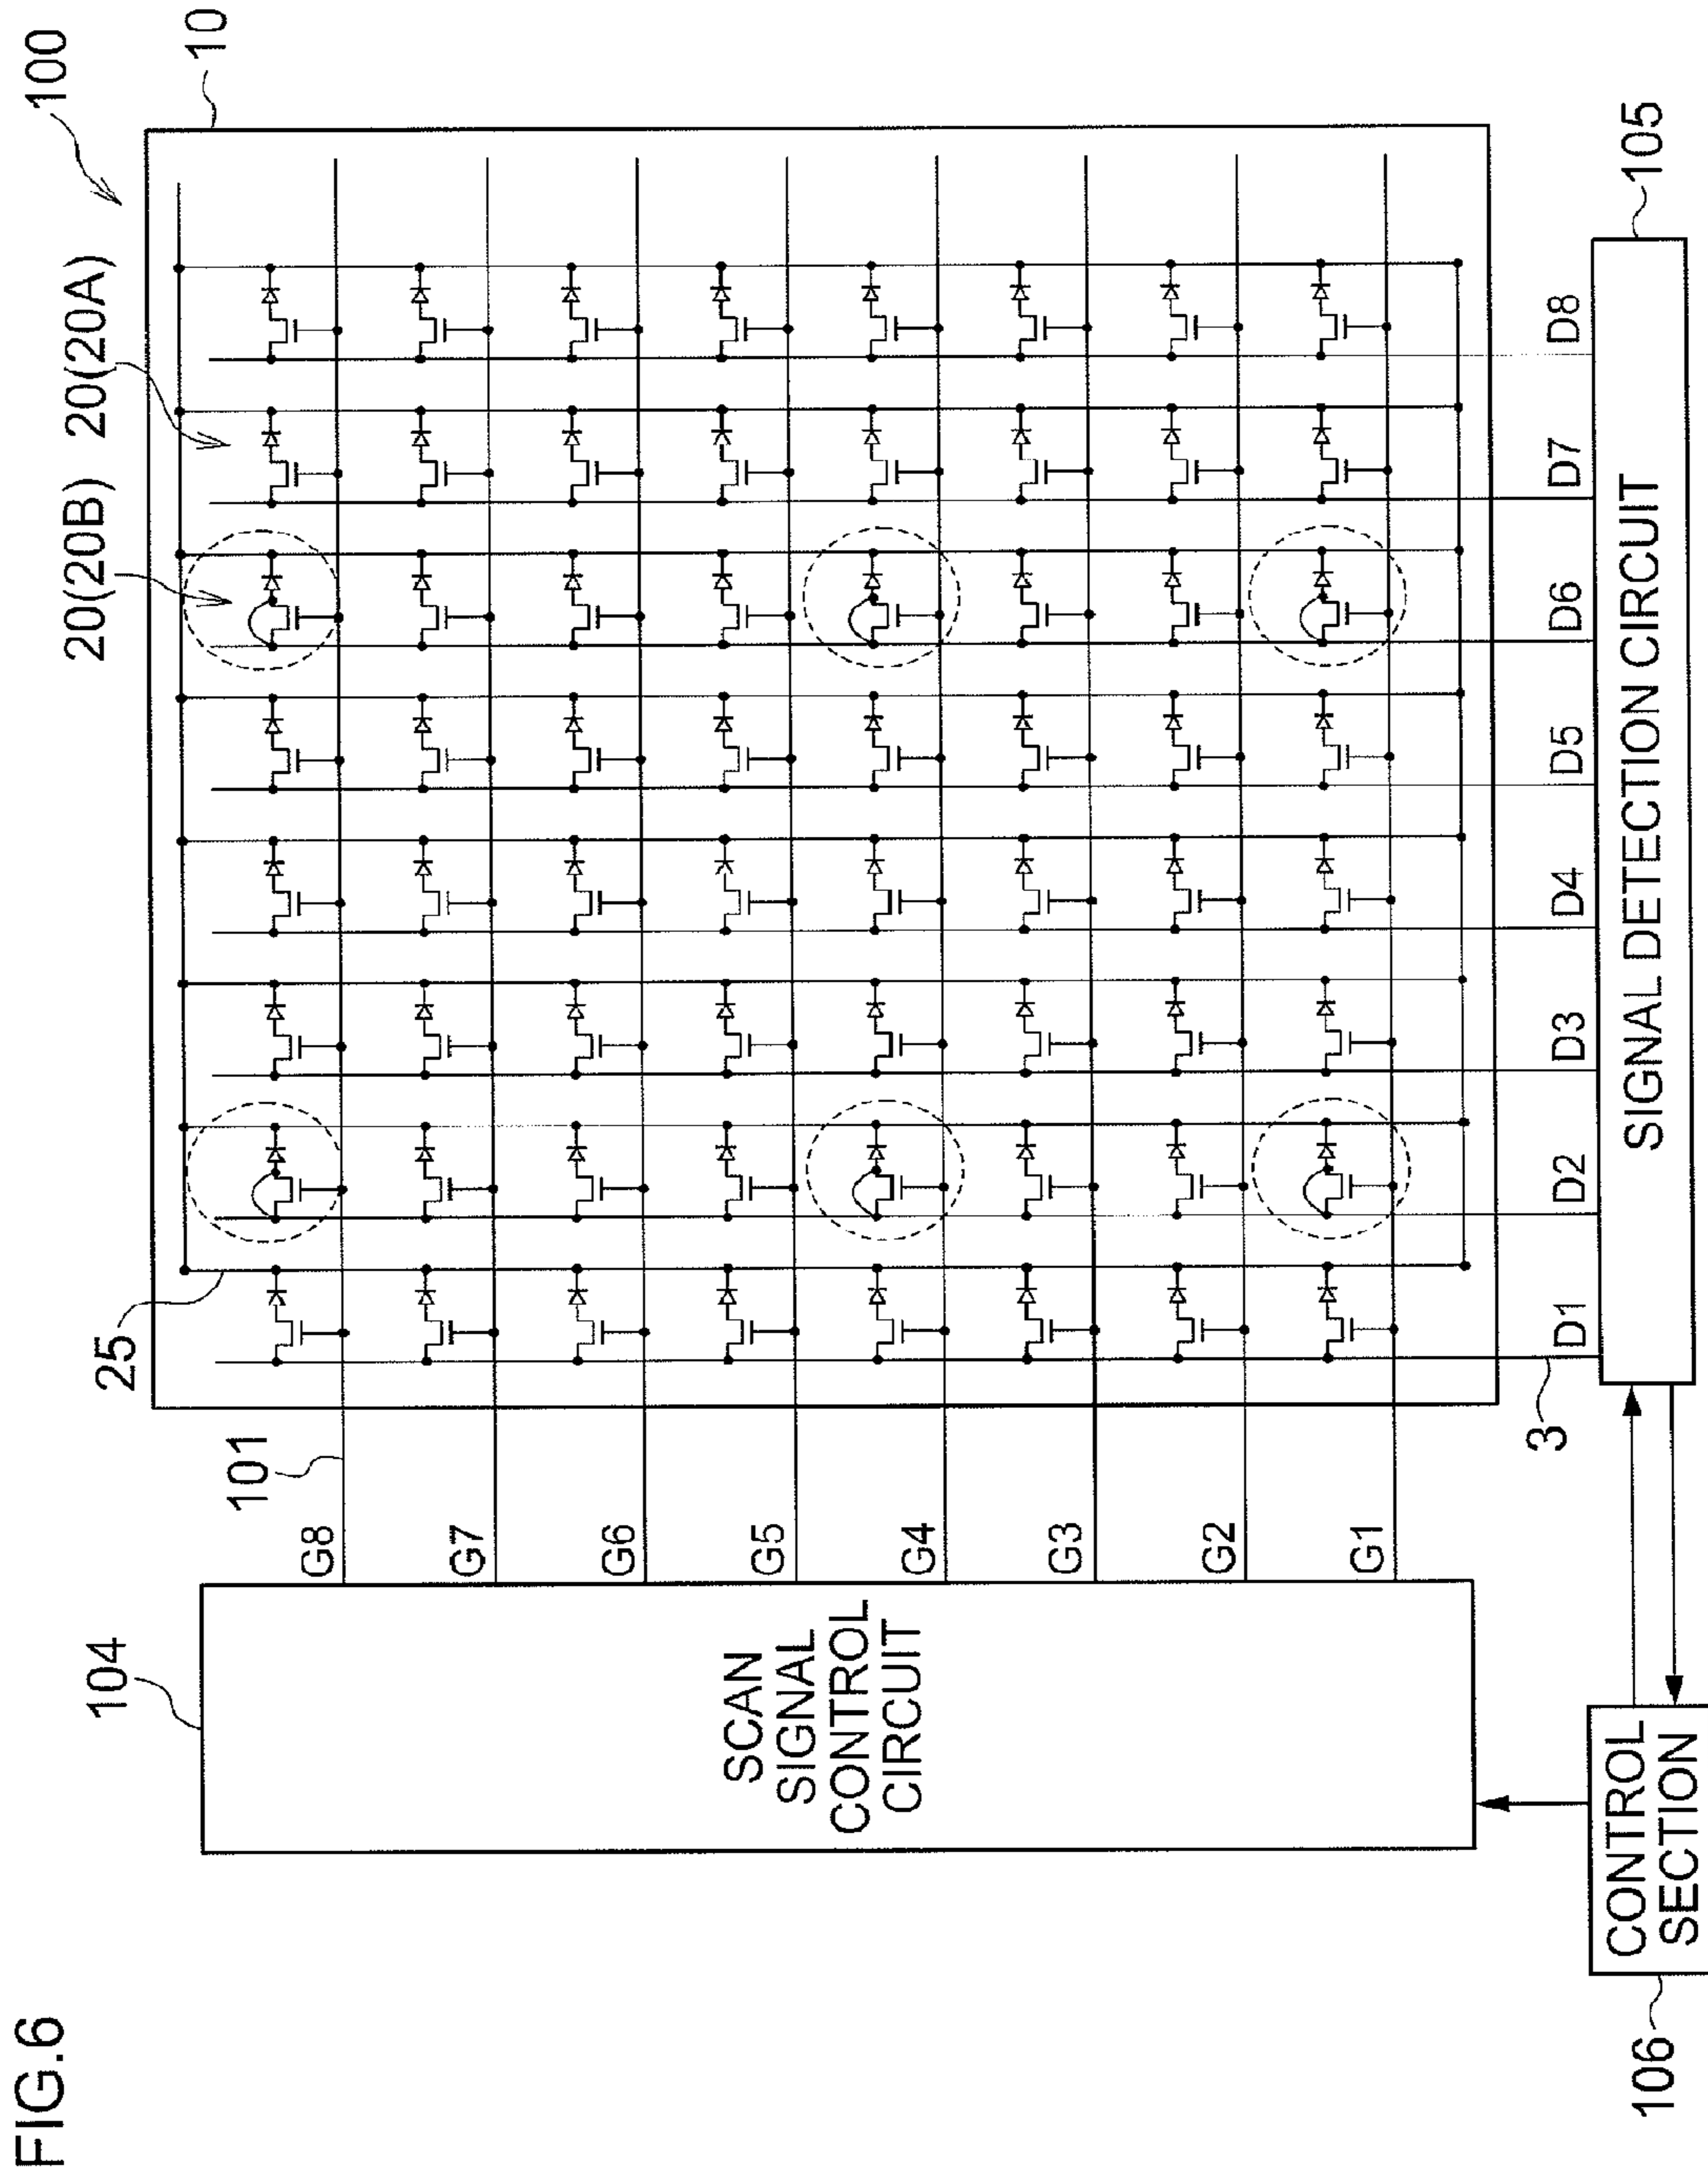 FIG.6
100
10
20(20A)
20(20B)
25
101
104
G8
G7
G6
G5
G4
G3
G2
G1
SCAN
SIGNAL
CONTROL
CIRCUIT
D1
D2
D3
D4
D5
D6
D7
D8
3
SIGNAL DETECTION CIRCUIT
105
CONTROL
SECTION
106